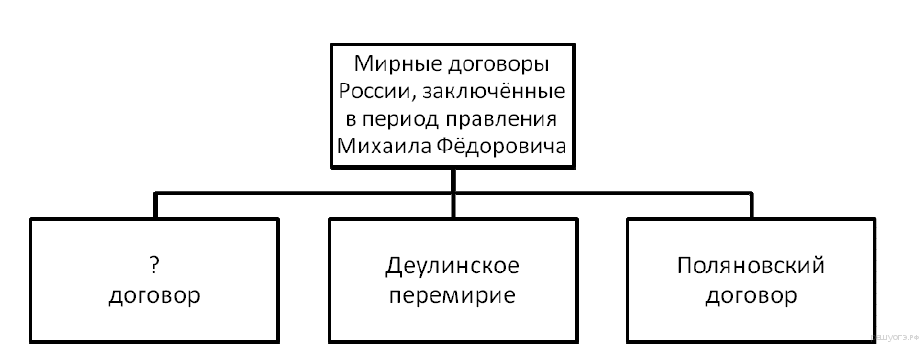 Мирные договоры
России, заключённые
в период правления
Михаила Фёдоровича
?
договор
Деулинское
перемирие
Поляновский
договор